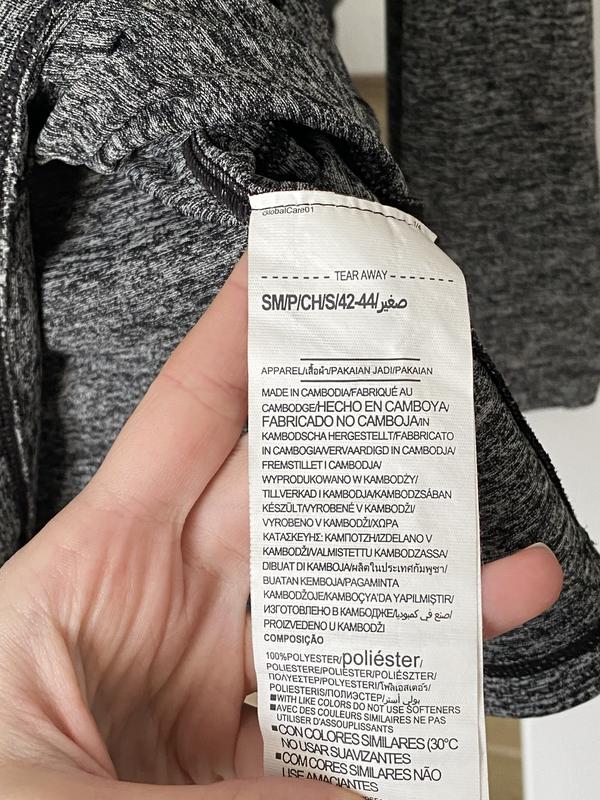 GlobalCare01
1/4
TEAR AWAY
SM/P/CH/S/42-44/صغير
APPAREL/เสื้อผ้า/PAKAIAN JADI/PAKAIAN
MADE IN CAMBODIA/FABRIQUÉ AU
CAMBODGE/HECHO EN CAMBOYA/
FABRICADO NO CAMBOJA/IN
KAMBODSCHA HERGESTELLT/FABBRICATO
IN CAMBOGIA/VERVAARDIGD IN CAMBODJA/
FREMSTILLET I CAMBODJA/
WYPRODUKOWANO W KAMBODŻY/
TILLVERKAD I KAMBODJA/KAMBODZSÁBAN
KÉSZÜLT/VYROBENÉ V KAMBODŽI/
VYROBENO V KAMBODŽI/ΧΩΡΑ
ΚΑΤΑΣΚΕΥΗΣ: ΚΑΜΠΟΤΖΗ/IZDELANO V
KAMBODŽI/VALMISTETTU KAMBODZASSA/
DIBUAT DI KAMBOJA/ผลิตในประเทศกัมพูชา/
BUATAN KEMBOJA/PAGAMINTA
KAMBODŽOJE/KAMBOÇYA'DA YAPILMIŞTIR/
ИЗГОТОВЛЕНО В КАМБОДЖЕ/صنع في كمبوديا/
PROIZVEDENO U KAMBODŽI
COMPOSIÇÃO
100%POLYESTER/poliéster/
POLIESTERE/POLIESTER/POLIÉSZTER/
ΠΟΛΥΕΣΤΕΡ/POLYESTERI/โพลีเอสเตอร์/
POLIESTERIS/ПОЛИЭСТЕР/بولي أستر/
■WITH LIKE COLORS DO NOT USE SOFTENERS
■AVEC DES COULEURS SIMILAIRES NE PAS
UTILISER D'ASSOUPLISSANTS
■CON COLORES SIMILARES (30°C
NO USAR SUAVIZANTES
■COM CORES SIMILARES NÃO
USE AMACIANTES